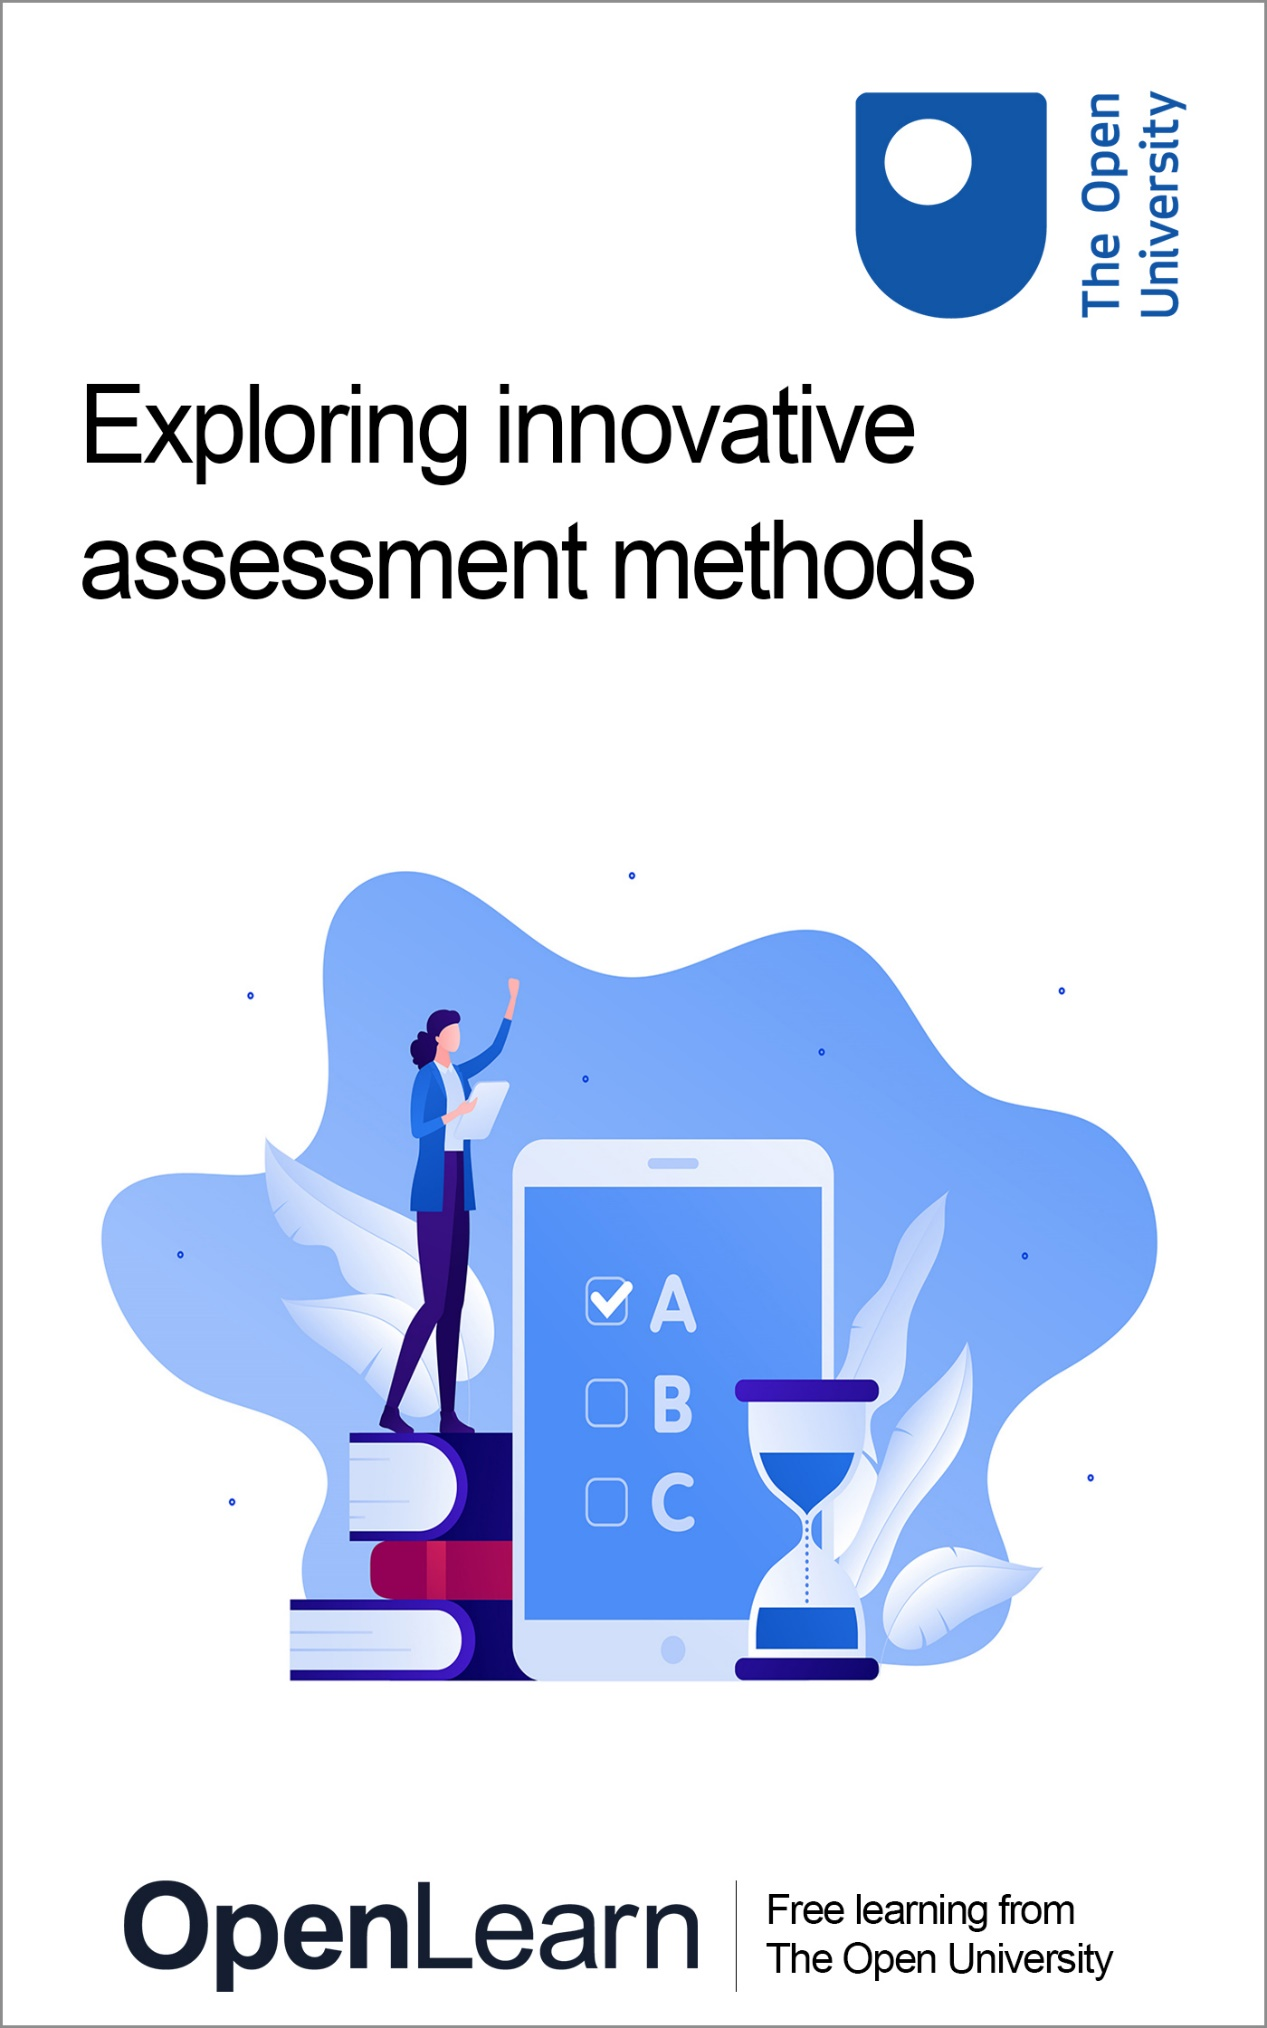 The Open
University
Exploring innovative
assessment methods
A
B
C
OpenLearn
Free learning from
The Open University